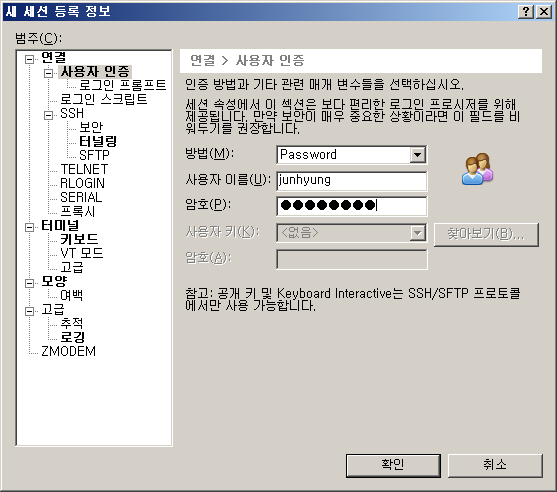 새 세션 등록 정보
범주(C):
연결
사용자 인증
로그인 프롬프트
로그인 스크립트
SSH
보안
터널링
SFTP
TELNET
RLOGIN
SERIAL
프록시
터미널
키보드
VT 모드
고급
모양
여백
고급
추적
로깅
ZMODEM
연결 > 사용자 인증
인증 방법과 기타 관련 매개 변수들을 선택하십시오.
세션 속성에서 이 섹션은 보다 편리한 로그인 프로시저를 위해
제공됩니다. 만약 보안이 매우 중요한 상황이라면 이 필드를 비
워두기를 권장합니다.
방법(M):
Password
사용자 이름(U):
junhyung
암호(P):
●●●●●●●●
사용자 키(K):
<없음>
찾아보기(B)...
암호(A):
참고: 공개 키 및 Keyboard Interactive는 SSH/SFTP 프로토콜
에서만 사용 가능합니다.
확인
취소